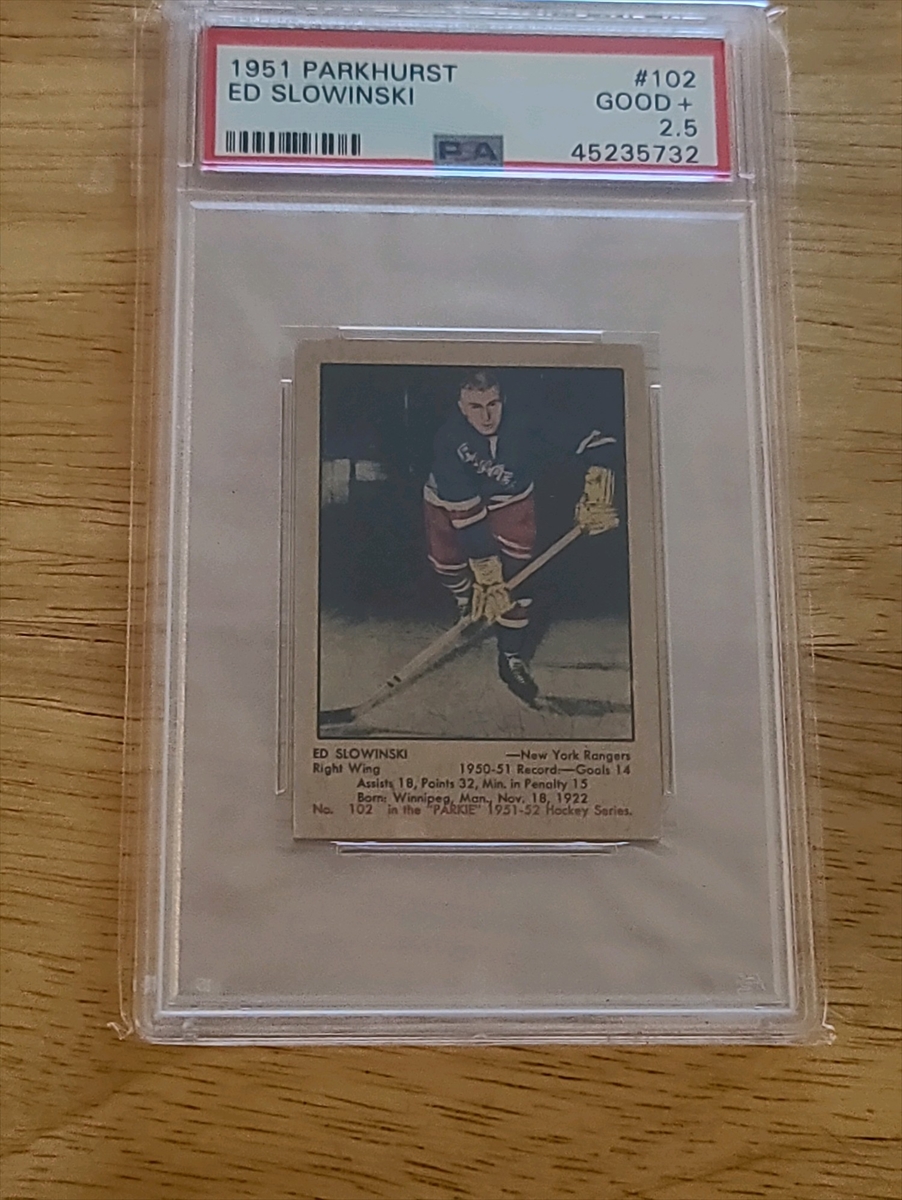 1951 PARKHURST #102
ED SLOWINSKI GOOD +
2.5
PSA 45235732
ED SLOWINSKI —New York Rangers
Right Wing 1950-51 Record:—Goals 14
Assists 18, Points 32, Min. in Penalty 15
Born: Winnipeg, Man., Nov. 18, 1922
No. 102 in the "PARKIE" 1951-52 Hockey Series.